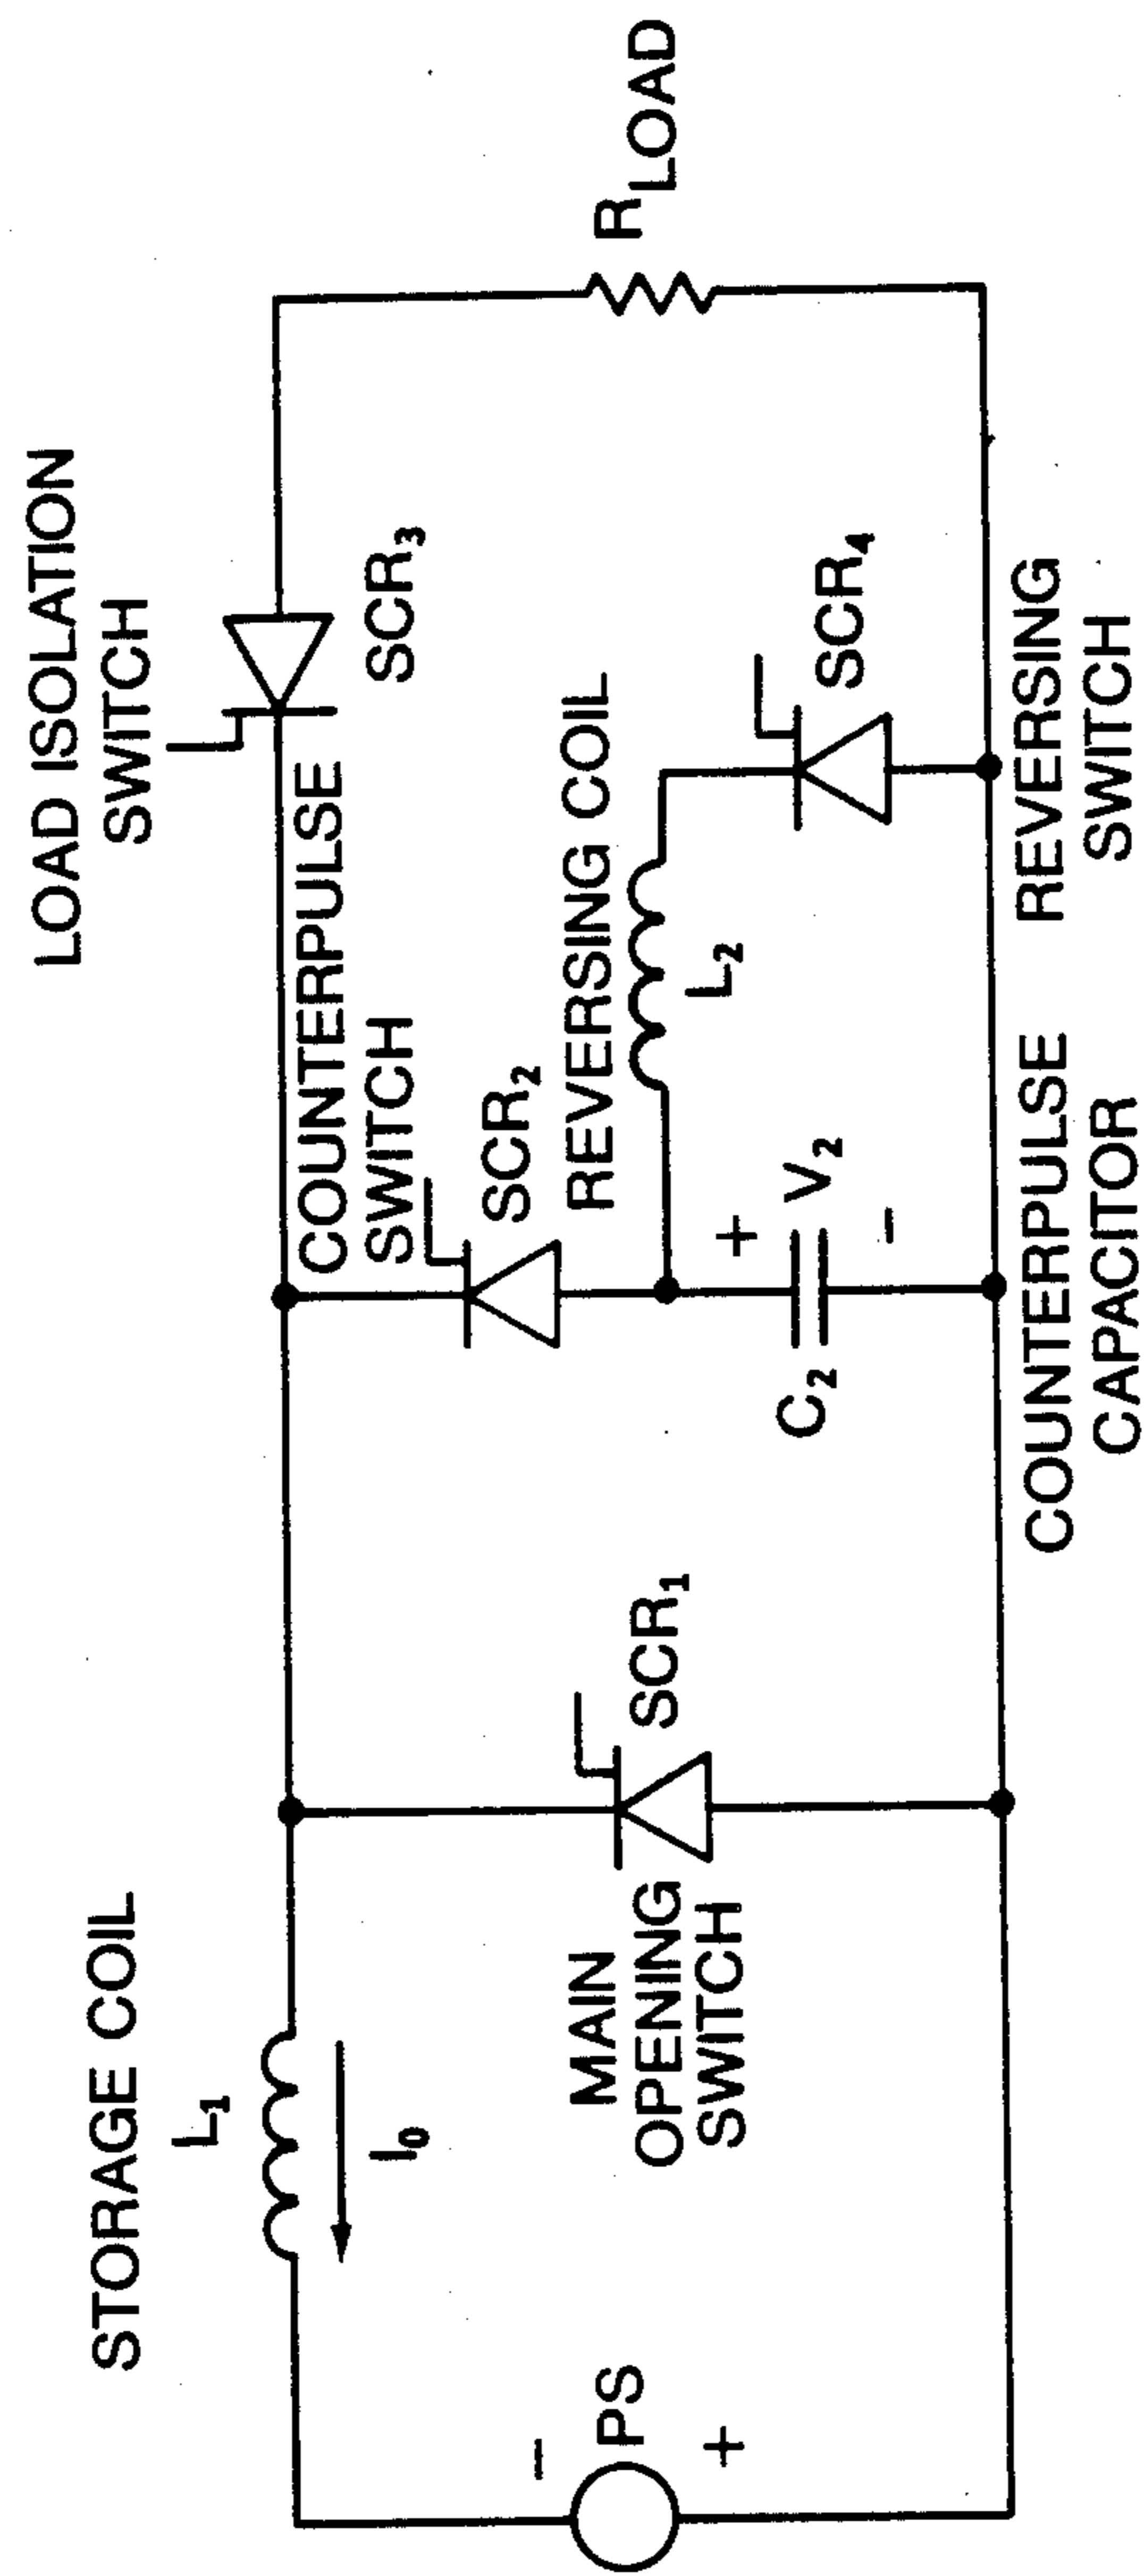 STORAGE COIL
L₁
I₀
−
PS
+
MAIN
OPENING
SWITCH
SCR₁
COUNTERPULSE
SWITCH
SCR₂
C₂
+
V₂
−
COUNTERPULSE
CAPACITOR
REVERSING COIL
L₂
SCR₄
REVERSING
SWITCH
LOAD ISOLATION
SWITCH
SCR₃
R LOAD